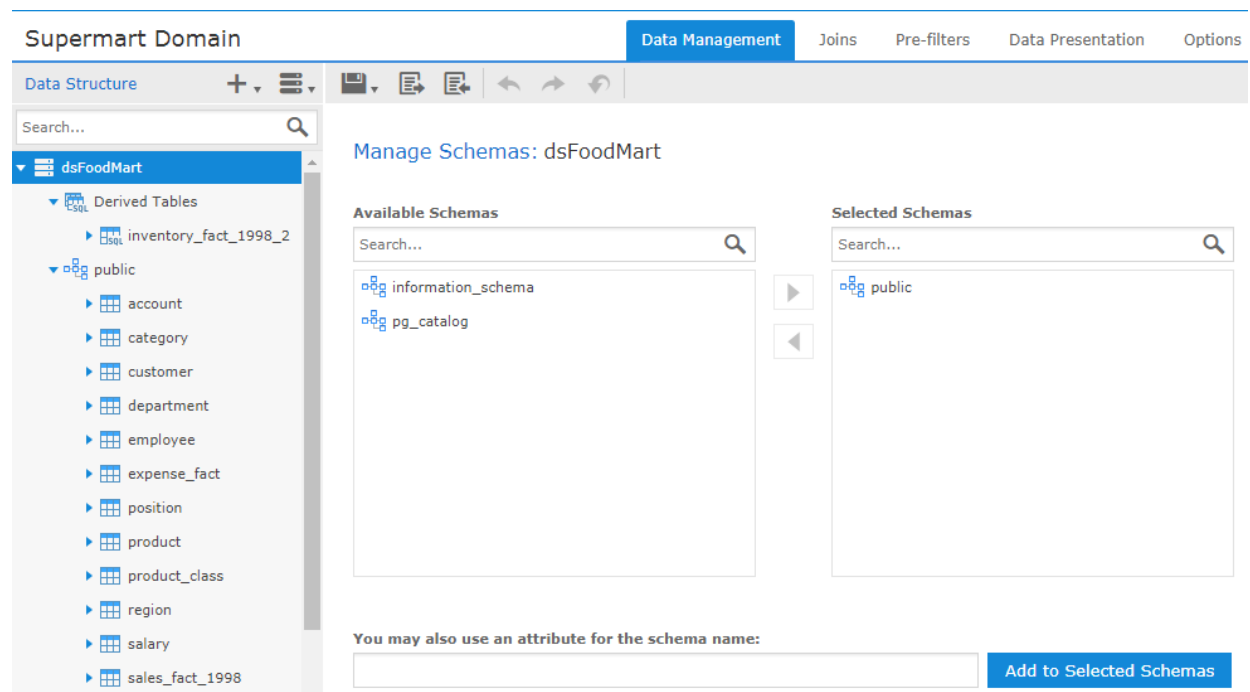 Supermart Domain
Data Management
Joins
Pre-filters
Data Presentation
Options
Data Structure
Search...
dsFoodMart
Derived Tables
inventory_fact_1998_2
public
account
category
customer
department
employee
expense_fact
position
product
product_class
region
salary
sales_fact_1998
Manage Schemas: dsFoodMart
Available Schemas
Search...
information_schema
pg_catalog
Selected Schemas
Search...
public
You may also use an attribute for the schema name:
Add to Selected Schemas